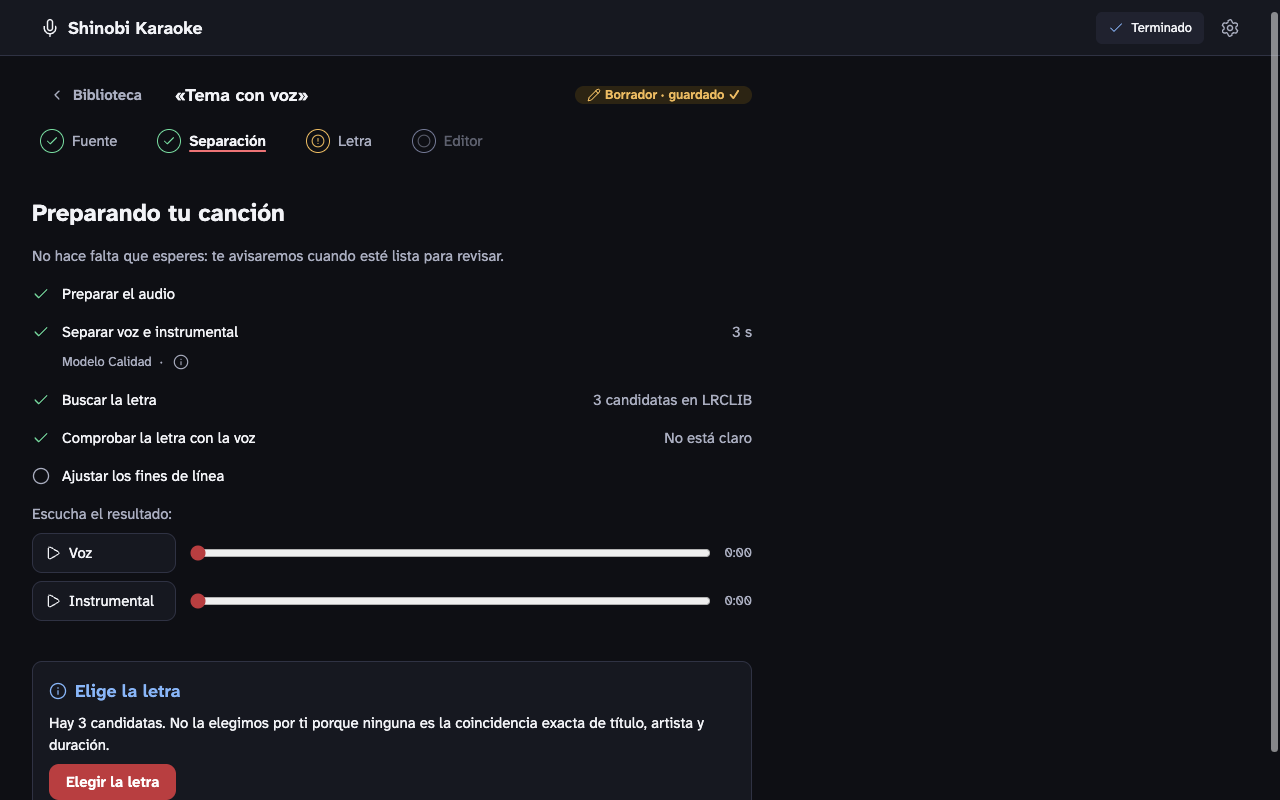 Shinobi Karaoke
Terminado
Biblioteca
«Tema con voz»
Borrador · guardado ✓
Fuente
Separación
Letra
Editor
Preparando tu canción
No hace falta que esperes: te avisaremos cuando esté lista para revisar.
Preparar el audio
Separar voz e instrumental
3 s
Modelo Calidad ·
Buscar la letra
3 candidatas en LRCLIB
Comprobar la letra con la voz
No está claro
Ajustar los fines de línea
Escucha el resultado:
Voz
0:00
Instrumental
0:00
Elige la letra
Hay 3 candidatas. No la elegimos por ti porque ninguna es la coincidencia exacta de título, artista y
duración.
Elegir la letra